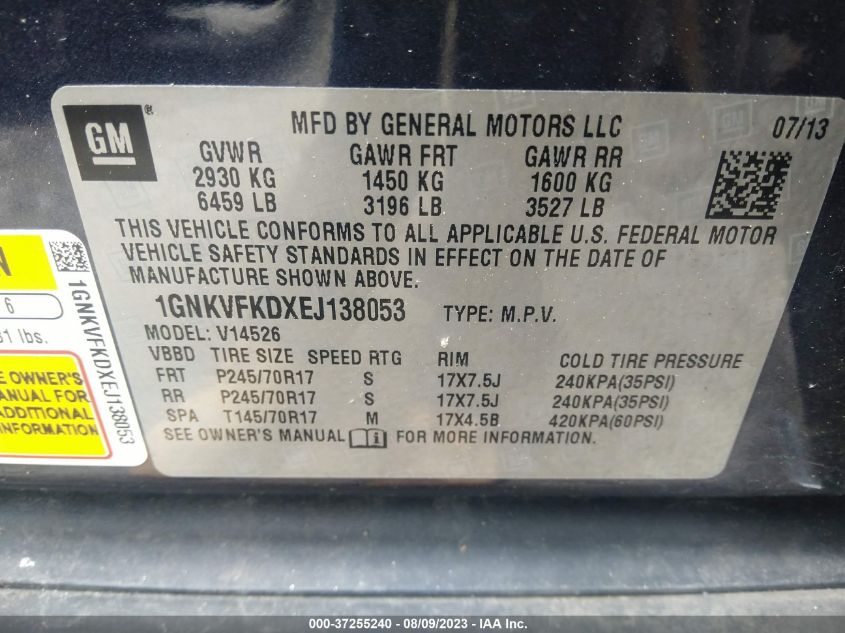 GM ®
MFD BY GENERAL MOTORS LLC 07/13
GVWR GAWR FRT GAWR RR
2930 KG 1450 KG 1600 KG
6459 LB 3196 LB 3527 LB
THIS VEHICLE CONFORMS TO ALL APPLICABLE U.S. FEDERAL MOTOR
VEHICLE SAFETY STANDARDS IN EFFECT ON THE DATE OF
MANUFACTURE SHOWN ABOVE.
1GNKVFKDXEJ138053 TYPE: M.P.V.
MODEL: V14526
VBBD TIRE SIZE SPEED RTG RIM COLD TIRE PRESSURE
FRT P245/70R17 S 17X7.5J 240KPA(35PSI)
RR P245/70R17 S 17X7.5J 240KPA(35PSI)
SPA T145/70R17 M 17X4.5B 420KPA(60PSI)
SEE OWNER'S MANUAL i FOR MORE INFORMATION.
N
6
31 lbs.
E OWNER'S
ANUAL FOR
ADDITIONAL
INFORMATION
1GNKVFKDXEJ138053
000-37255240 - 08/09/2023 - IAA Inc.